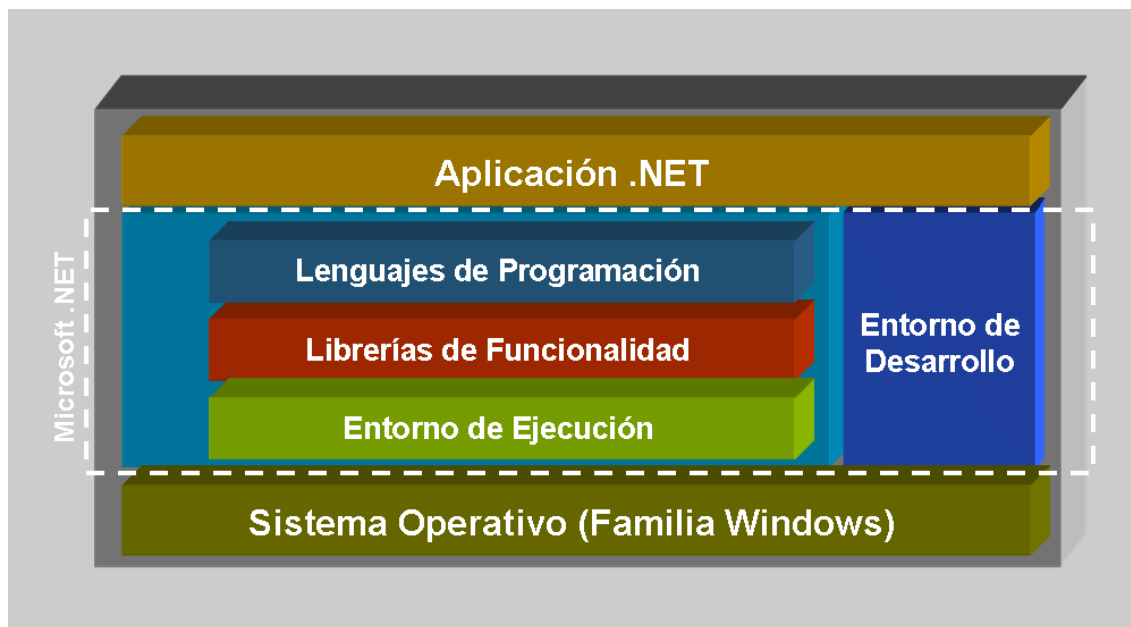 Aplicación .NET
Microsoft .NET
Lenguajes de Programación
Librerías de Funcionalidad
Entorno de Ejecución
Entorno de
Desarrollo
Sistema Operativo (Familia Windows)